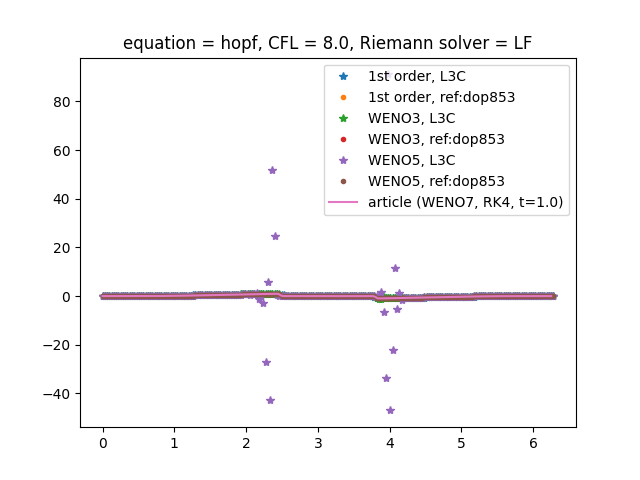 equation = hopf, CFL = 8.0, Riemann solver = LF
1st order, L3C
1st order, ref:dop853
WENO3, L3C
WENO3, ref:dop853
WENO5, L3C
WENO5, ref:dop853
article (WENO7, RK4, t=1.0)
80
60
40
20
0
−20
−40
0 1 2 3 4 5 6